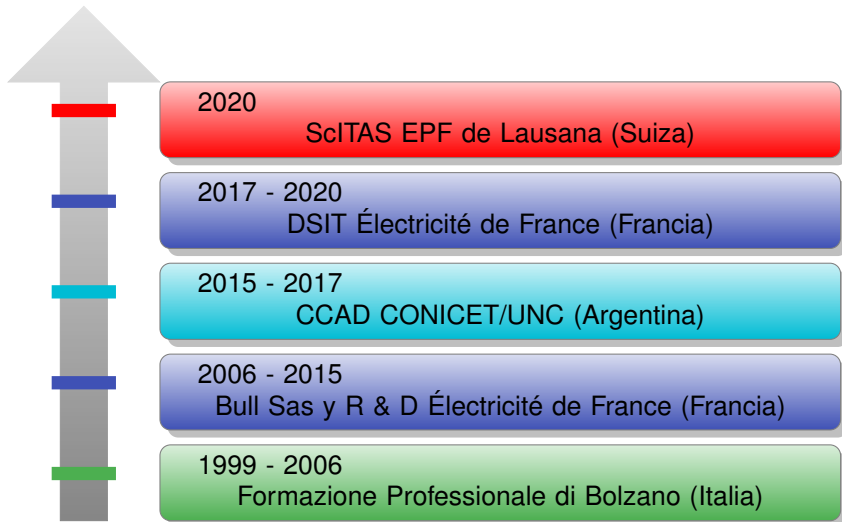 2020
ScITAS EPF de Lausana (Suiza)
2017 - 2020
DSIT Électricité de France (Francia)
2015 - 2017
CCAD CONICET/UNC (Argentina)
2006 - 2015
Bull Sas y R & D Électricité de France (Francia)
1999 - 2006
Formazione Professionale di Bolzano (Italia)